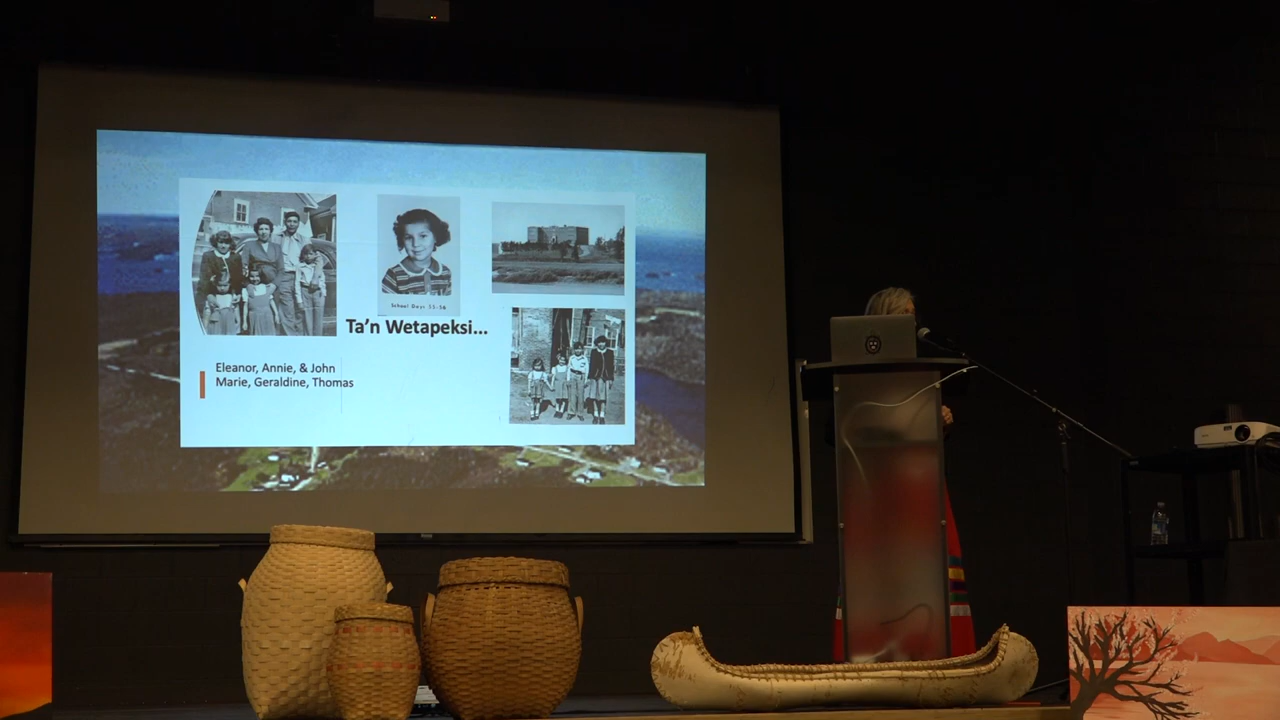 School Days 55-56
Ta'n Wetapeksi...
Eleanor, Annie, & John
Marie, Geraldine, Thomas